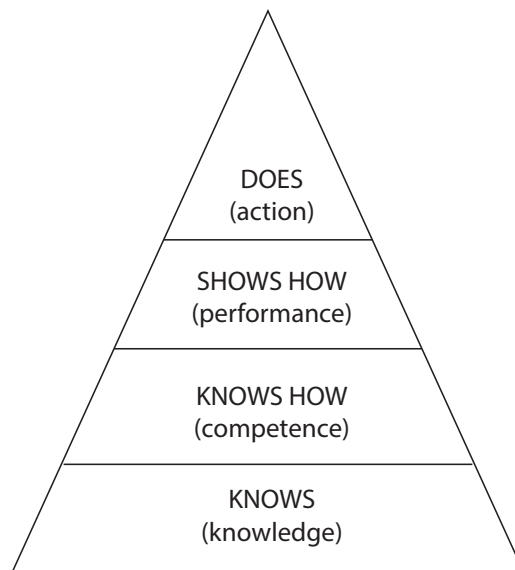 DOES
(action)
SHOWS HOW
(performance)
KNOWS HOW
(competence)
KNOWS
(knowledge)